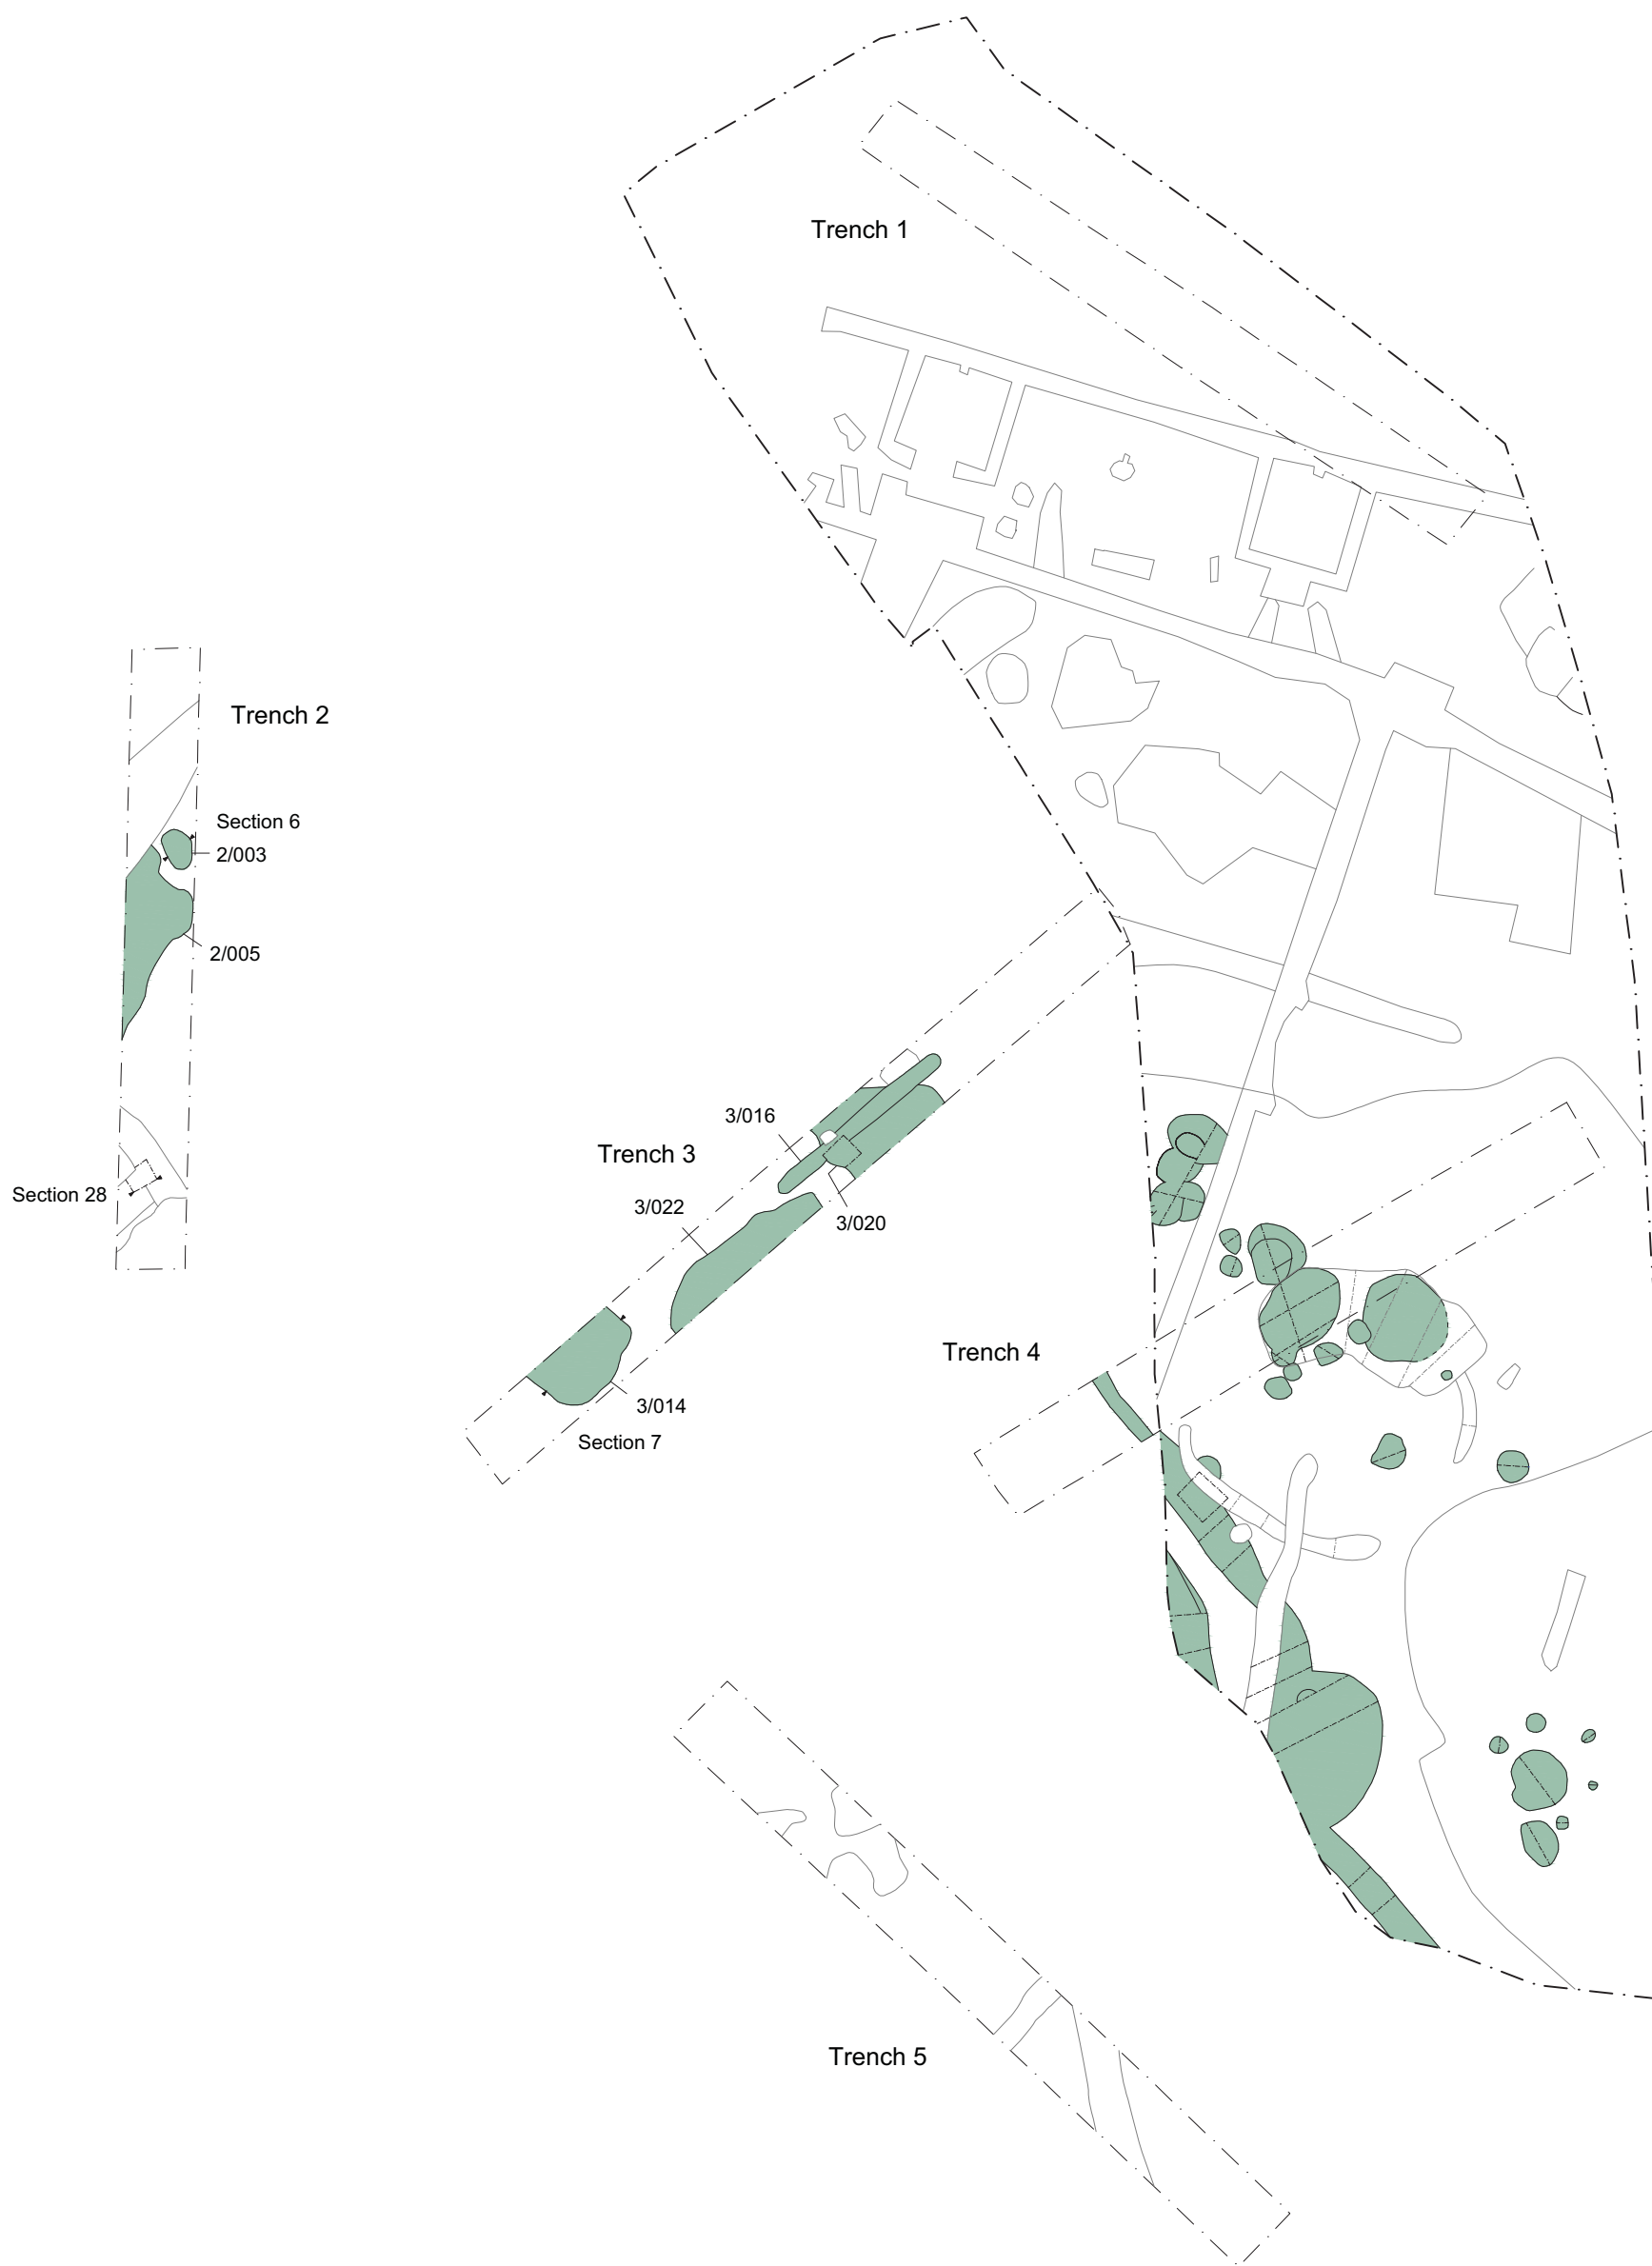 Trench 1
Trench 2
Section 6
2/003
2/005
3/016
Trench 3
Section 28
3/022
3/020
Trench 4
3/014
Section 7
Trench 5